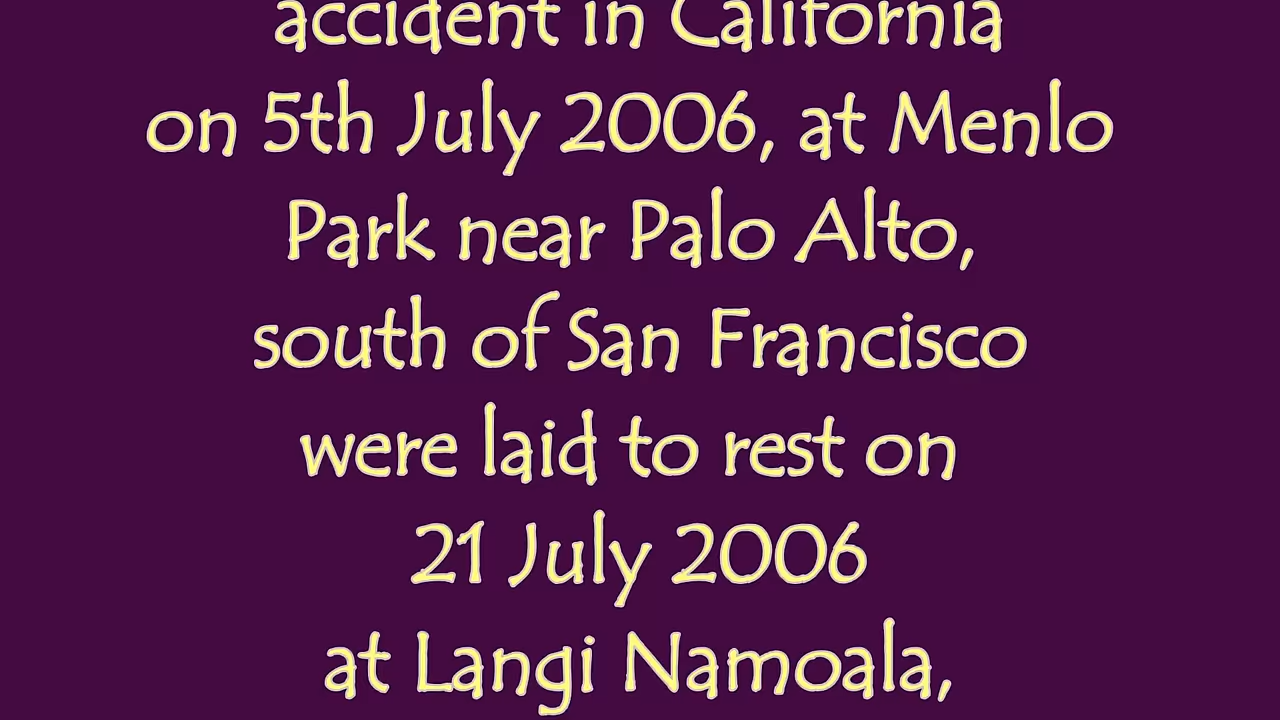 accident in California
on 5th July 2006, at Menlo
Park near Palo Alto,
south of San Francisco
were laid to rest on
21 July 2006
at Langi Namoala,